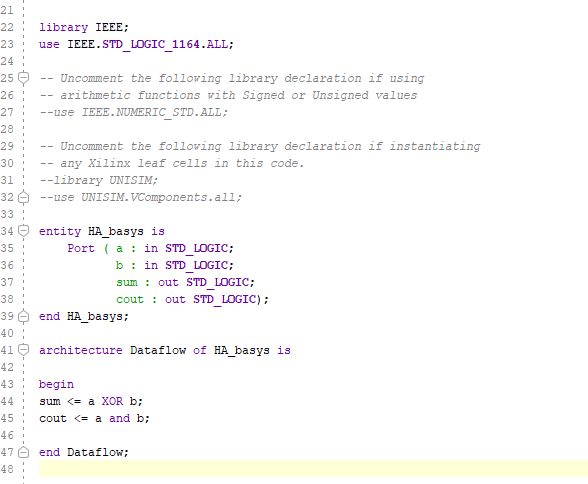 21
22 library IEEE;
23 use IEEE.STD_LOGIC_1164.ALL;
24
25 -- Uncomment the following library declaration if using
26 -- arithmetic functions with Signed or Unsigned values
27 --use IEEE.NUMERIC_STD.ALL;
28
29 -- Uncomment the following library declaration if instantiating
30 -- any Xilinx leaf cells in this code.
31 --library UNISIM;
32 --use UNISIM.VComponents.all;
33
34 entity HA_basys is
35     Port ( a : in STD_LOGIC;
36            b : in STD_LOGIC;
37            sum : out STD_LOGIC;
38            cout : out STD_LOGIC);
39 end HA_basys;
40
41 architecture Dataflow of HA_basys is
42
43 begin
44 sum <= a XOR b;
45 cout <= a and b;
46
47 end Dataflow;
48